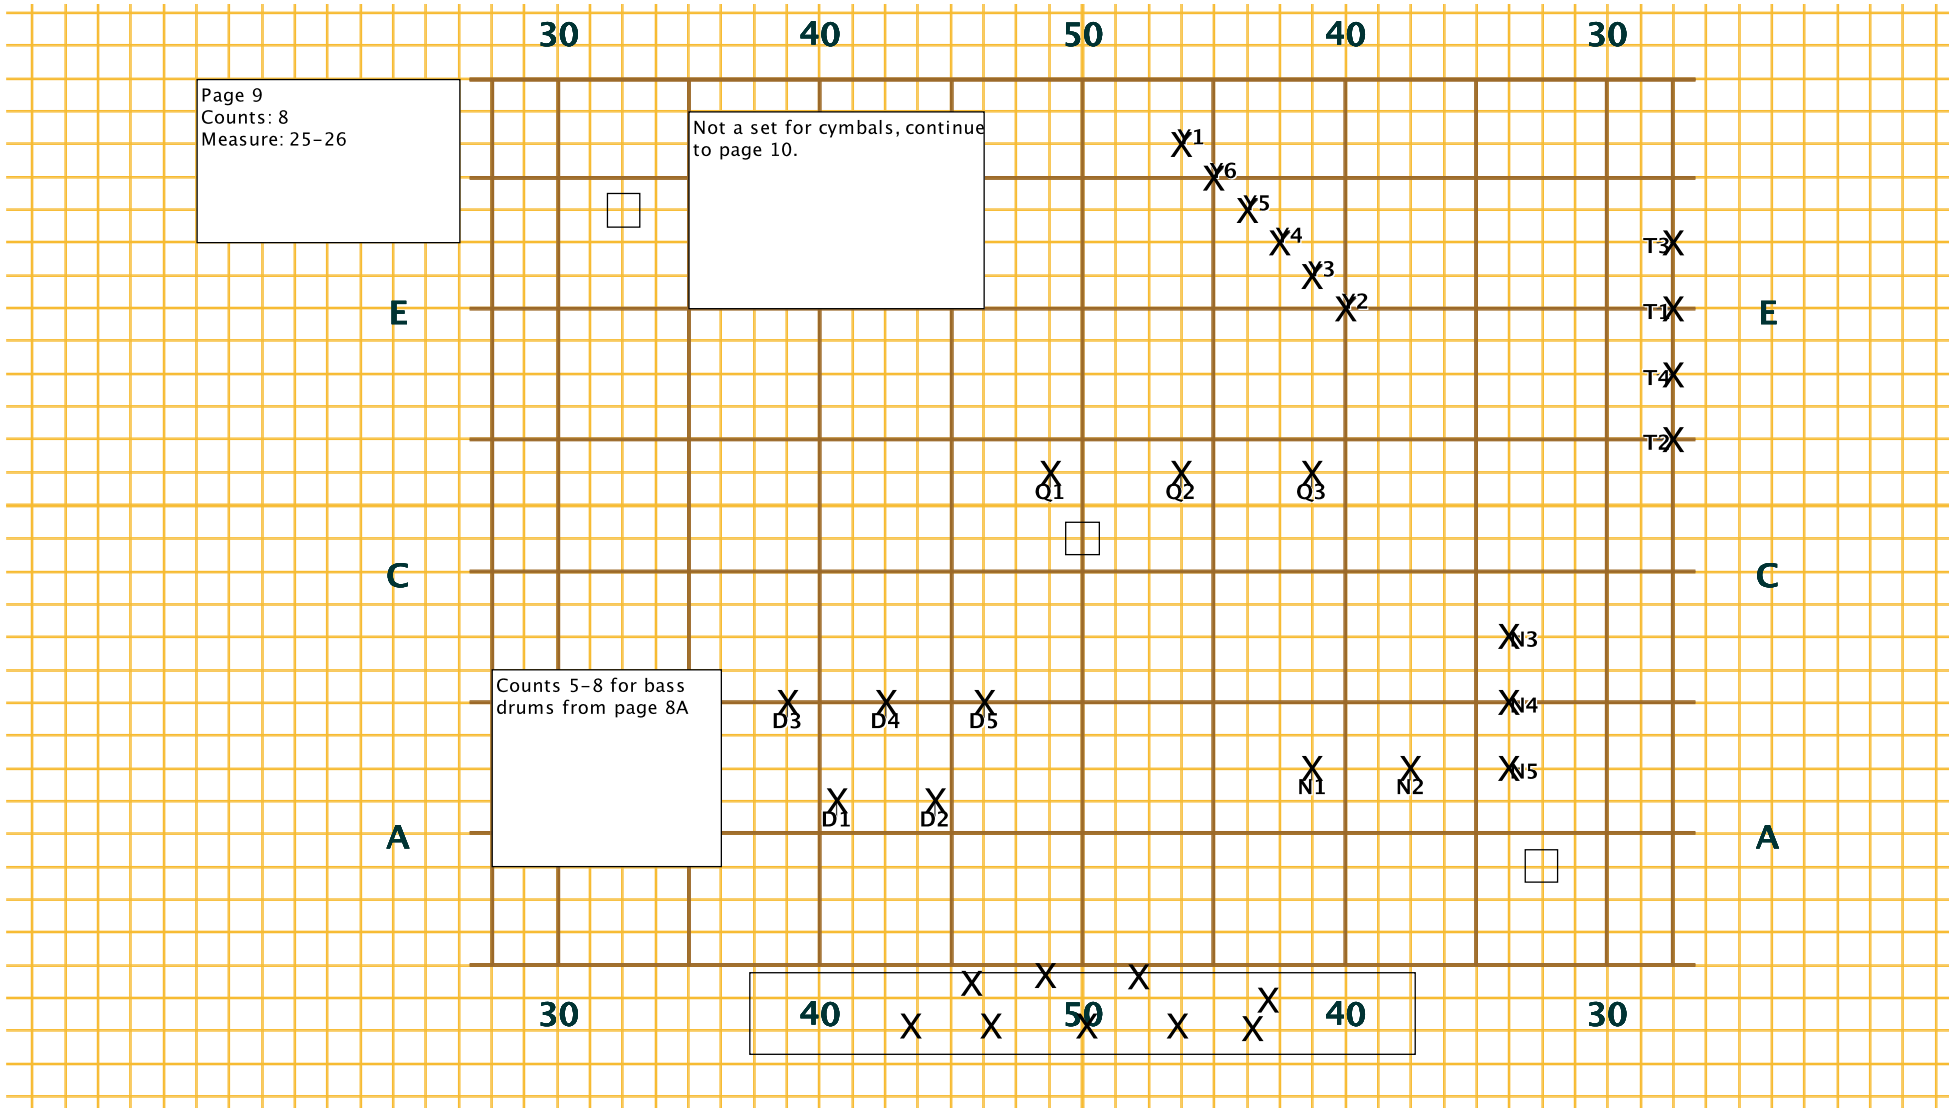 30 40 50 40 30
Page 9
Counts: 8
Measure: 25-26
Not a set for cymbals, continue
to page 10.
Y1
Y6
Y5
Y4
T3
Y3
Y2
E T1 E
T4
T2
Q1 Q2 Q3
C C
N3
Counts 5-8 for bass
drums from page 8A
N4
D3 D4 D5
N5
N1 N2
D1 D2
A A
30 40 50 40 30